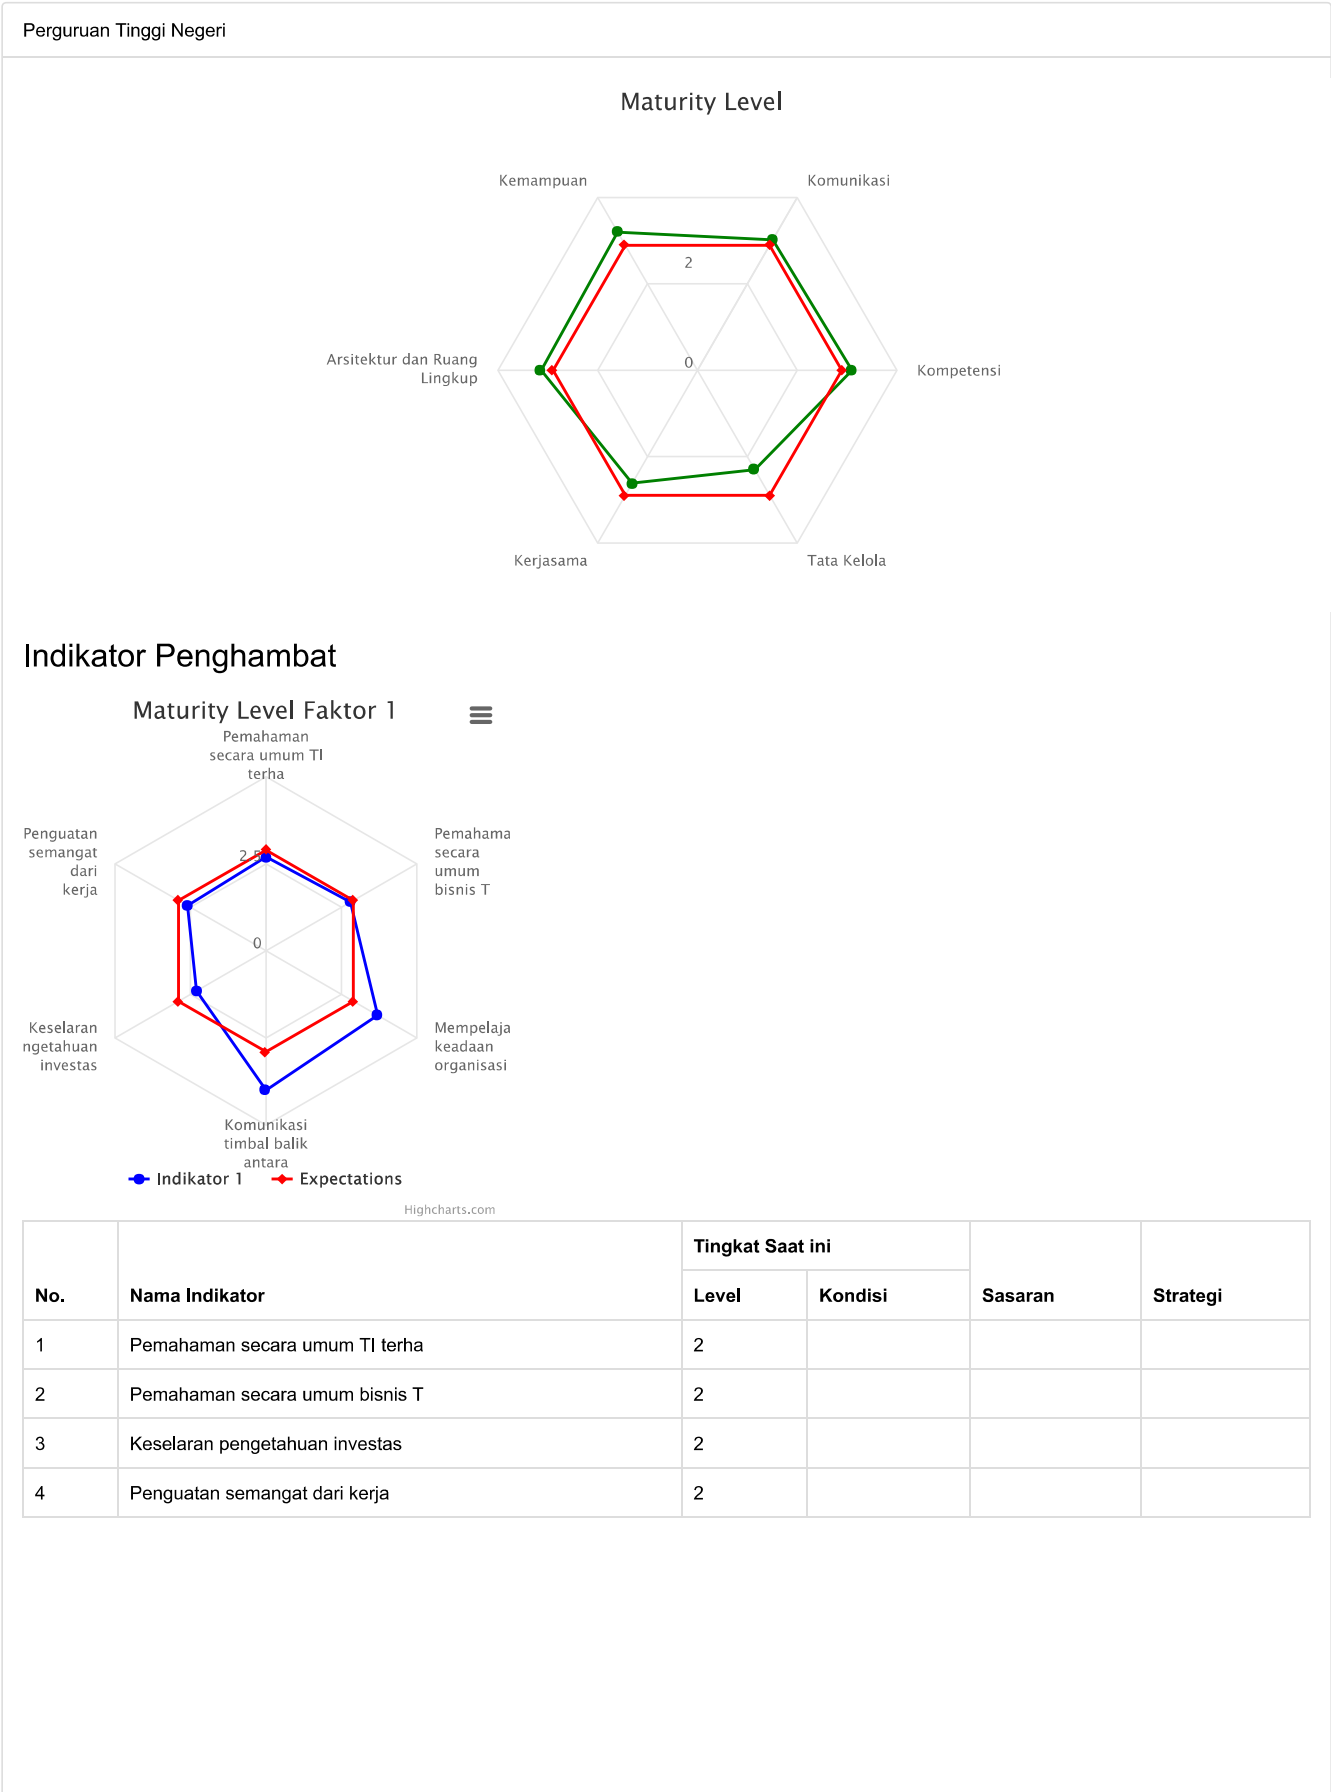 Perguruan Tinggi Negeri
Maturity Level
Kemampuan
Komunikasi
2
Arsitektur dan Ruang
Lingkup
0
Kompetensi
Kerjasama
Tata Kelola
Indikator Penghambat
Maturity Level Faktor 1
Pemahaman
secara umum TI
terha
Penguatan
semangat
dari
kerja
2.5
Pemahama
secara
umum
bisnis T
0
Keselaran
ngetahuan
investas
Mempelaja
keadaan
organisasi
Komunikasi
timbal balik
antara
Indikator 1 Expectations
Highcharts.com
Tingkat Saat ini
No. Nama Indikator Level Kondisi Sasaran Strategi
1 Pemahaman secara umum TI terha 2
2 Pemahaman secara umum bisnis T 2
3 Keselaran pengetahuan investas 2
4 Penguatan semangat dari kerja 2